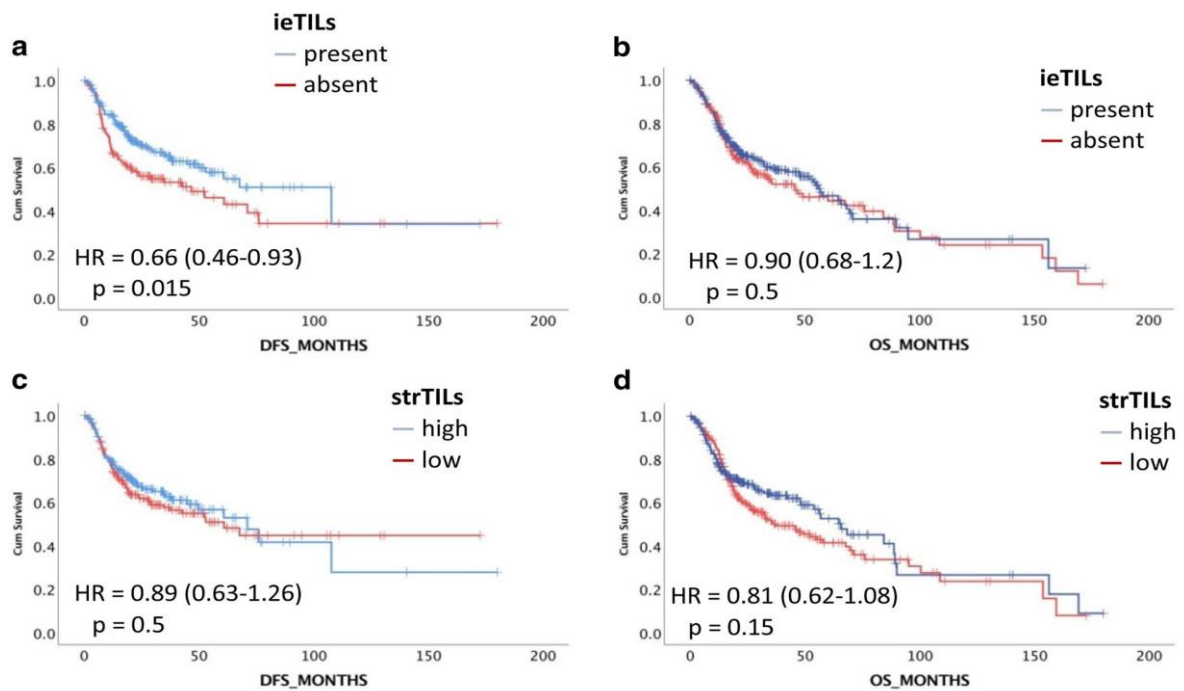 a
ieTILs
present
absent
Cum Survival
1.0
0.8
0.6
0.4
0.2
0.0
HR = 0.66 (0.46-0.93)
p = 0.015
0 50 100 150 200
DFS_MONTHS
b
ieTILs
present
absent
Cum Survival
1.0
0.8
0.6
0.4
0.2
0.0
HR = 0.90 (0.68-1.2)
p = 0.5
0 50 100 150 200
OS_MONTHS
c
strTILs
high
low
Cum Survival
1.0
0.8
0.6
0.4
0.2
0.0
HR = 0.89 (0.63-1.26)
p = 0.5
0 50 100 150 200
DFS_MONTHS
d
strTILs
high
low
Cum Survival
1.0
0.8
0.6
0.4
0.2
0.0
HR = 0.81 (0.62-1.08)
p = 0.15
0 50 100 150 200
OS_MONTHS